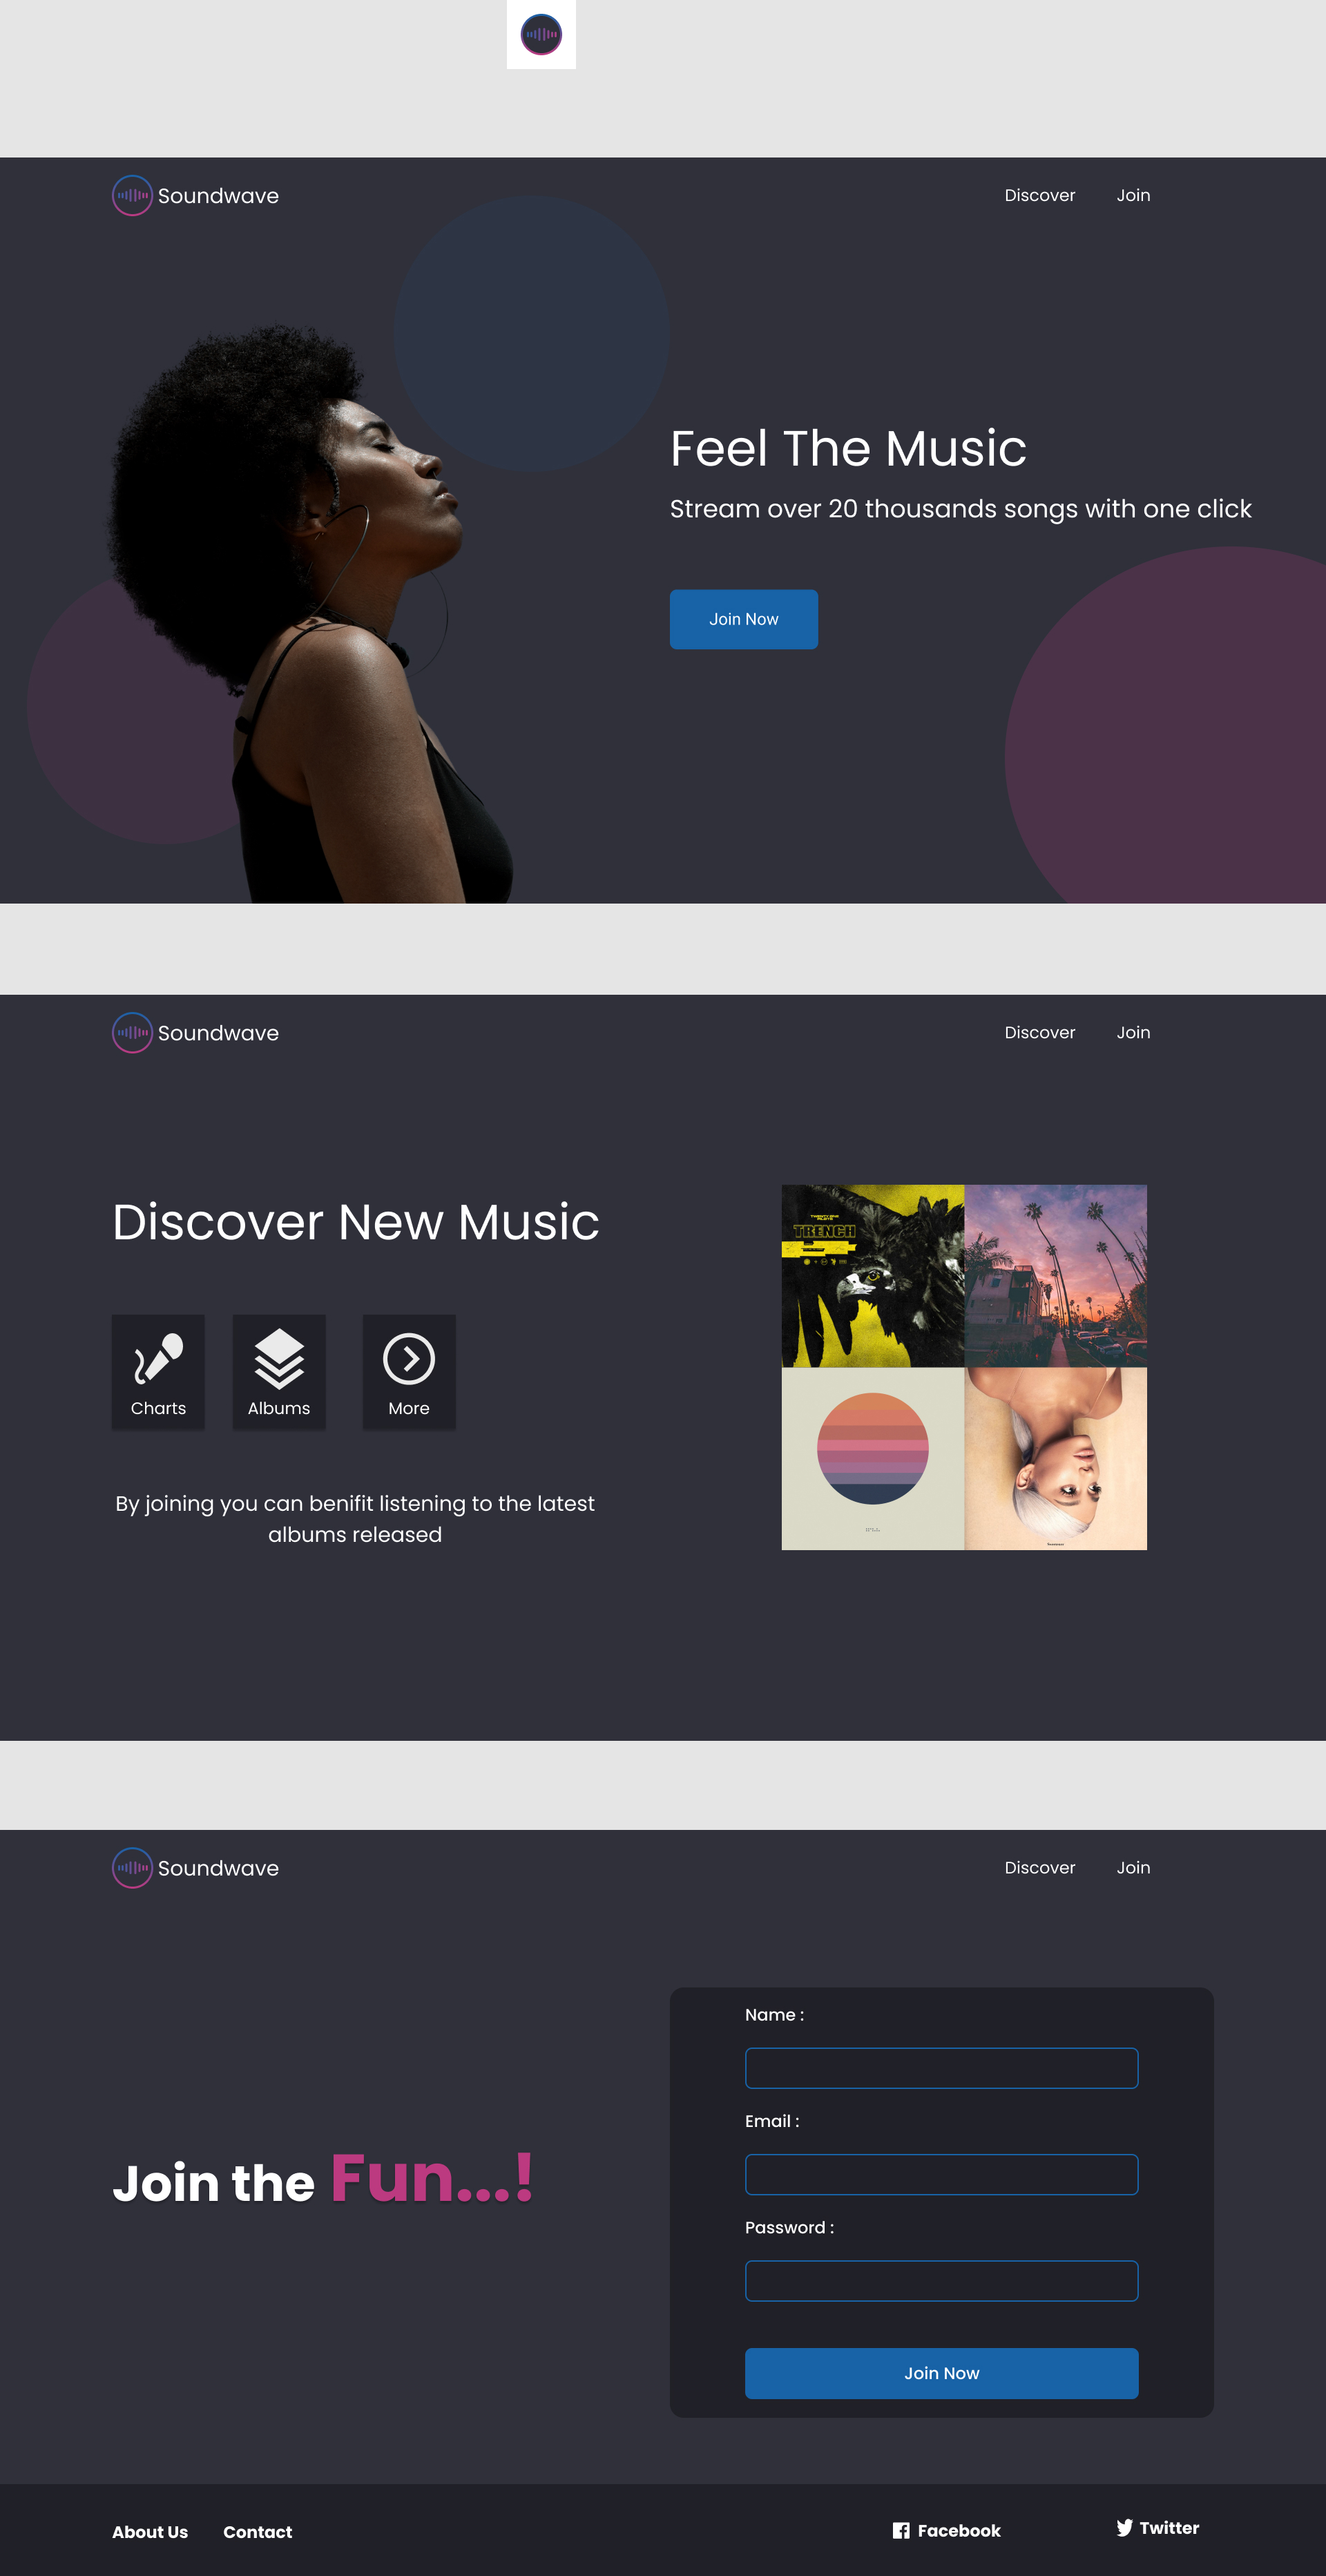 Soundwave
Discover Join
Feel The Music
Stream over 20 thousands songs with one click
Join Now
Soundwave
Discover Join
Discover New Music
TRENCH
Charts Albums More
By joining you can benifit listening to the latest
albums released
Soundwave
Discover Join
Name :
Email :
Password :
Join the Fun...!
Join Now
About Us Contact Facebook Twitter